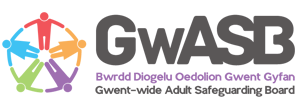 GwASB
Bwrdd Diogelu Oedolion Gwent Gyfan
Gwent-wide Adult Safeguarding Board